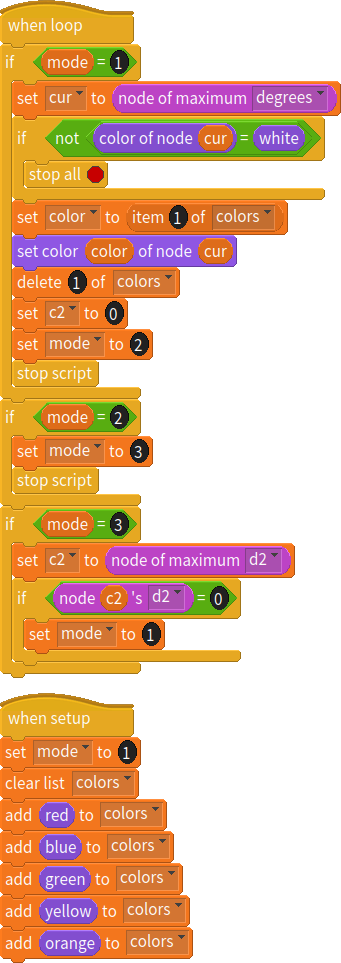 when loop
if mode = 1
set cur to node of maximum degrees
if not color of node cur = white
stop all
set color to item 1 of colors
set color color of node cur
delete 1 of colors
set c2 to 0
set mode to 2
stop script
if mode = 2
set mode to 3
stop script
if mode = 3
set c2 to node of maximum d2
if node c2 's d2 = 0
set mode to 1
when setup
set mode to 1
clear list colors
add red to colors
add blue to colors
add green to colors
add yellow to colors
add orange to colors